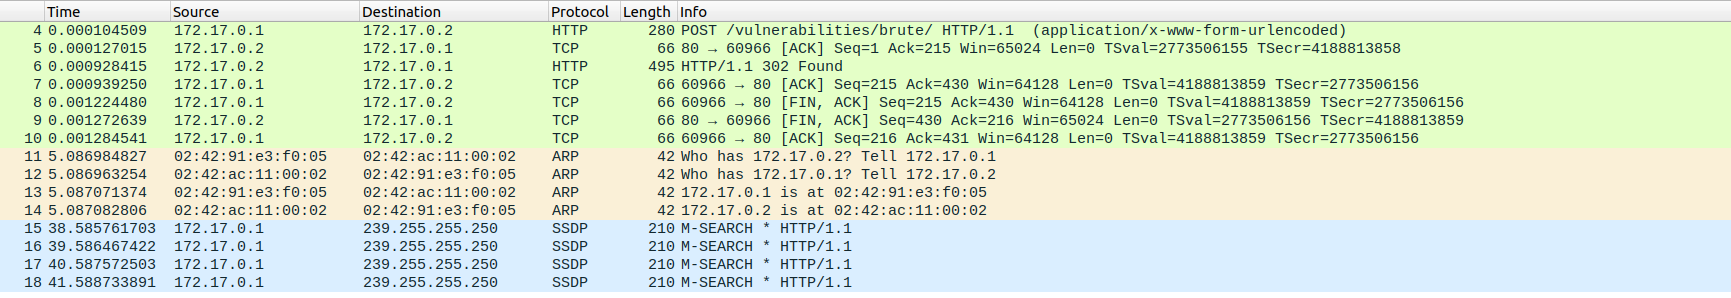 Time Source Destination Protocol Length Info
4 0.000104509 172.17.0.1 172.17.0.2 HTTP 280 POST /vulnerabilities/brute/ HTTP/1.1  (application/x-www-form-urlencoded)
5 0.000127015 172.17.0.2 172.17.0.1 TCP 66 80 → 60966 [ACK] Seq=1 Ack=215 Win=65024 Len=0 TSval=2773506155 TSecr=4188813858
6 0.000928415 172.17.0.2 172.17.0.1 HTTP 495 HTTP/1.1 302 Found
7 0.000939250 172.17.0.1 172.17.0.2 TCP 66 60966 → 80 [ACK] Seq=215 Ack=430 Win=64128 Len=0 TSval=4188813859 TSecr=2773506156
8 0.001224480 172.17.0.1 172.17.0.2 TCP 66 60966 → 80 [FIN, ACK] Seq=215 Ack=430 Win=64128 Len=0 TSval=4188813859 TSecr=2773506156
9 0.001272639 172.17.0.2 172.17.0.1 TCP 66 80 → 60966 [FIN, ACK] Seq=430 Ack=216 Win=65024 Len=0 TSval=2773506156 TSecr=4188813859
10 0.001284541 172.17.0.1 172.17.0.2 TCP 66 60966 → 80 [ACK] Seq=216 Ack=431 Win=64128 Len=0 TSval=4188813859 TSecr=2773506156
11 5.086984827 02:42:91:e3:f0:05 02:42:ac:11:00:02 ARP 42 Who has 172.17.0.2? Tell 172.17.0.1
12 5.086963254 02:42:ac:11:00:02 02:42:91:e3:f0:05 ARP 42 Who has 172.17.0.1? Tell 172.17.0.2
13 5.087071374 02:42:91:e3:f0:05 02:42:ac:11:00:02 ARP 42 172.17.0.1 is at 02:42:91:e3:f0:05
14 5.087082806 02:42:ac:11:00:02 02:42:91:e3:f0:05 ARP 42 172.17.0.2 is at 02:42:ac:11:00:02
15 38.585761703 172.17.0.1 239.255.255.250 SSDP 210 M-SEARCH * HTTP/1.1
16 39.586467422 172.17.0.1 239.255.255.250 SSDP 210 M-SEARCH * HTTP/1.1
17 40.587572503 172.17.0.1 239.255.255.250 SSDP 210 M-SEARCH * HTTP/1.1
18 41.588733891 172.17.0.1 239.255.255.250 SSDP 210 M-SEARCH * HTTP/1.1